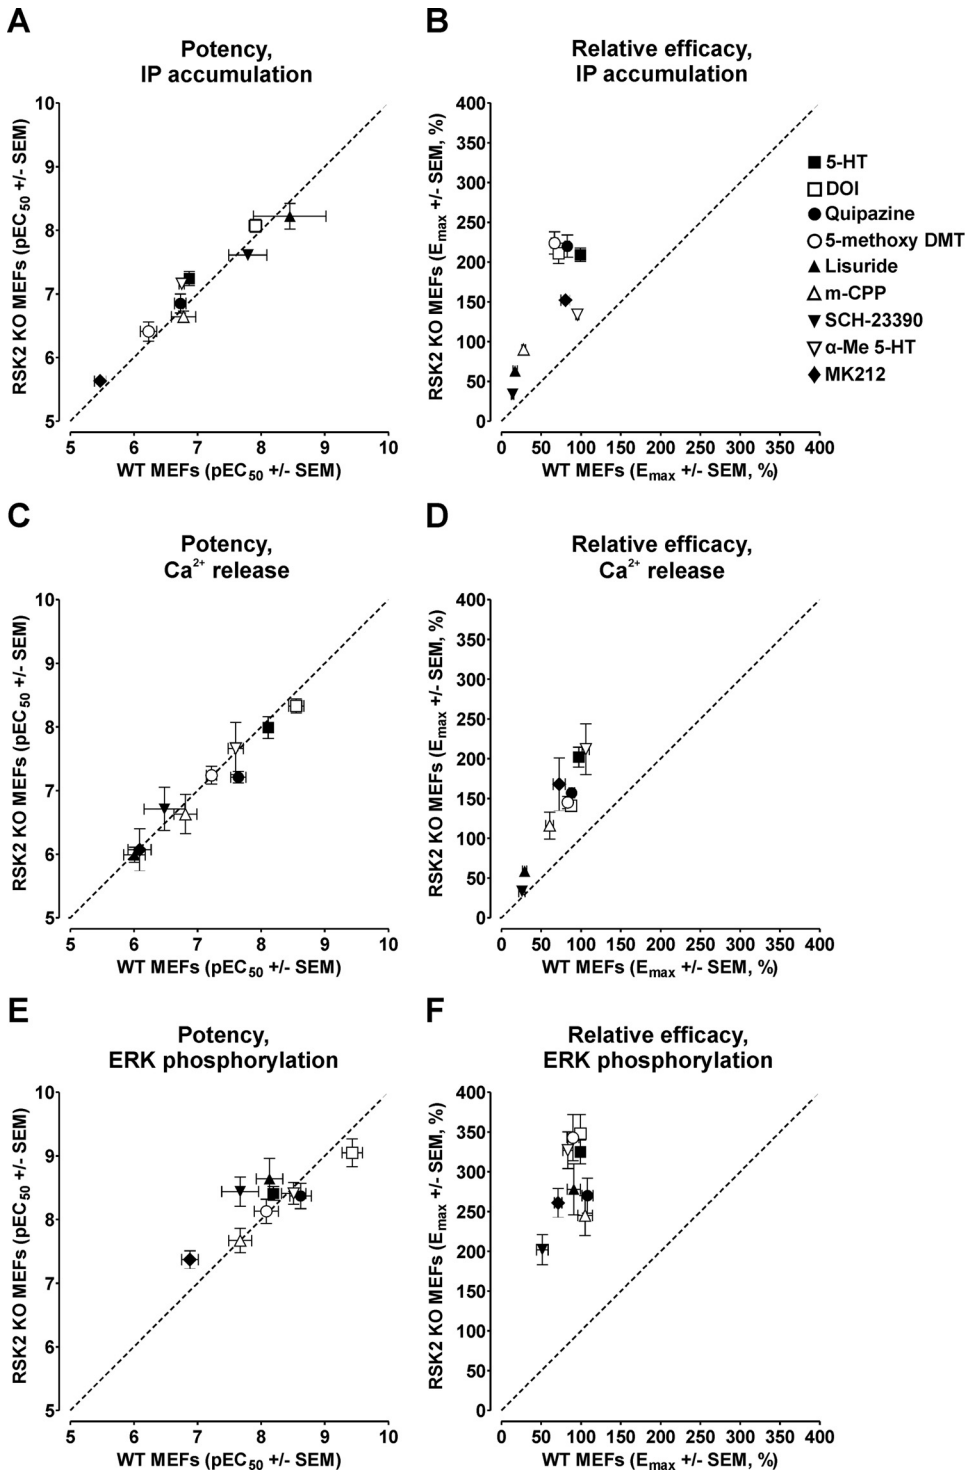 A
Potency,
IP accumulation
RSK2 KO MEFs (pEC50 +/- SEM)
10
9
8
7
6
5
5 6 7 8 9 10
WT MEFs (pEC50 +/- SEM)
B
Relative efficacy,
IP accumulation
RSK2 KO MEFs (Emax +/- SEM, %)
400
350
300
250
200
150
100
50
0
0 50 100 150 200 250 300 350 400
WT MEFs (Emax +/- SEM, %)
5-HT
DOI
Quipazine
5-methoxy DMT
Lisuride
m-CPP
SCH-23390
α-Me 5-HT
MK212
C
Potency,
Ca2+ release
RSK2 KO MEFs (pEC50 +/- SEM)
10
9
8
7
6
5
5 6 7 8 9 10
WT MEFs (pEC50 +/- SEM)
D
Relative efficacy,
Ca2+ release
RSK2 KO MEFs (Emax +/- SEM, %)
400
350
300
250
200
150
100
50
0
0 50 100 150 200 250 300 350 400
WT MEFs (Emax +/- SEM, %)
E
Potency,
ERK phosphorylation
RSK2 KO MEFs (pEC50 +/- SEM)
10
9
8
7
6
5
5 6 7 8 9 10
WT MEFs (pEC50 +/- SEM)
F
Relative efficacy,
ERK phosphorylation
RSK2 KO MEFs (Emax +/- SEM, %)
400
350
300
250
200
150
100
50
0
0 50 100 150 200 250 300 350 400
WT MEFs (Emax +/- SEM, %)